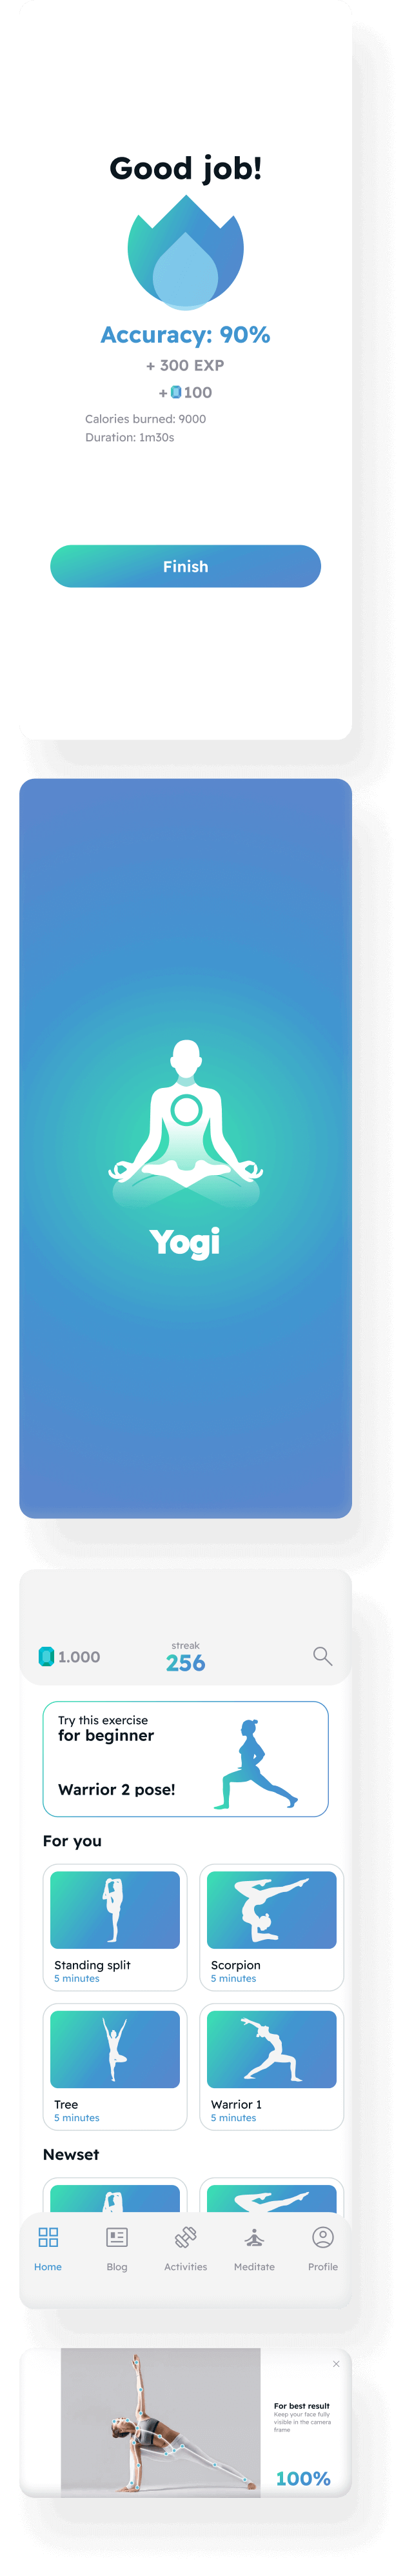 Good job!
Accuracy: 90%
+ 300 EXP
+ 100
Calories burned: 9000
Duration: 1m30s
Finish
Yogi
streak
1.000
256
Try this exercise
for beginner
Warrior 2 pose!
For you
Standing split
5 minutes
Scorpion
5 minutes
Tree
5 minutes
Warrior 1
5 minutes
Newset
Home
Blog
Activities
Meditate
Profile
For best result
Keep your face fully
visible in the camera
frame
100%